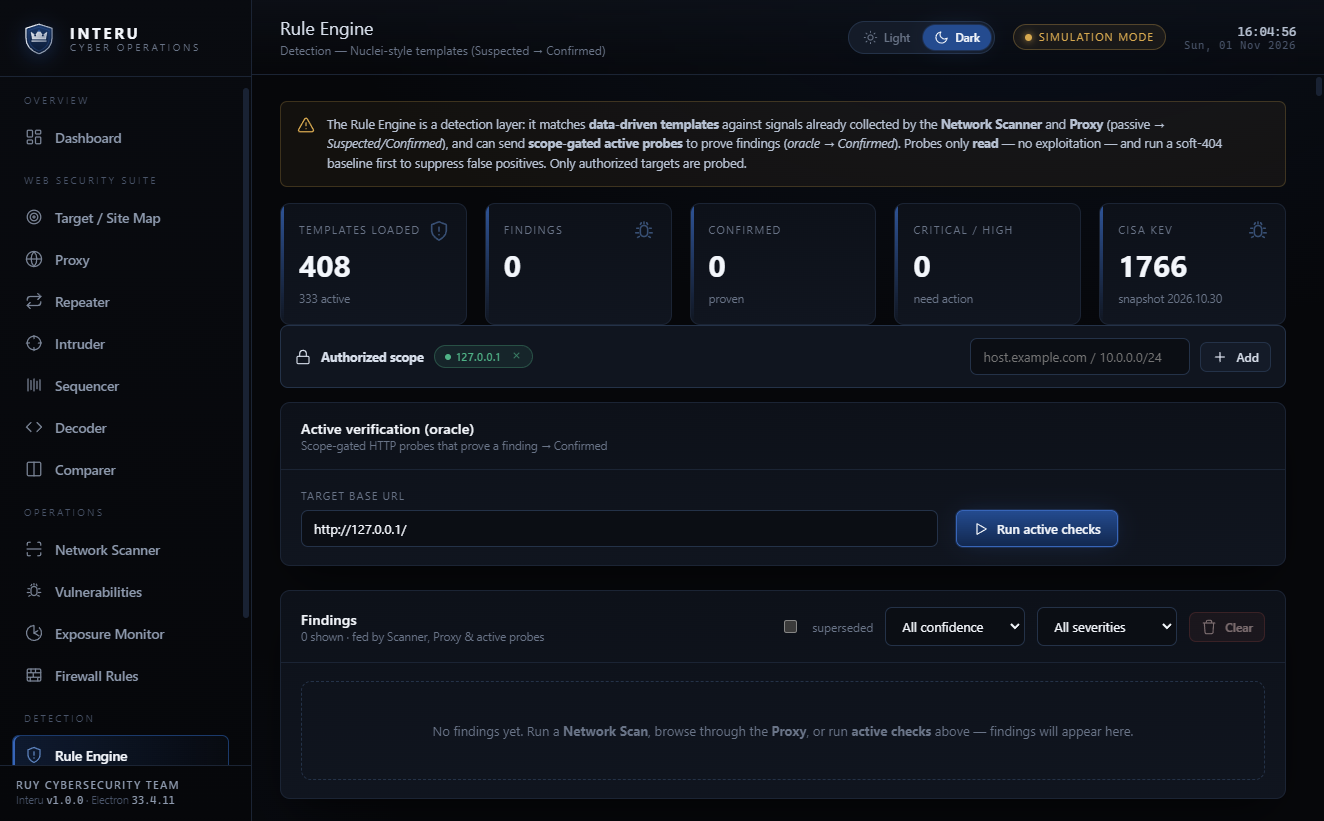 INTERU
CYBER OPERATIONS
OVERVIEW
Dashboard
WEB SECURITY SUITE
Target / Site Map
Proxy
Repeater
Intruder
Sequencer
Decoder
Comparer
OPERATIONS
Network Scanner
Vulnerabilities
Exposure Monitor
Firewall Rules
DETECTION
Rule Engine
RUY CYBERSECURITY TEAM
Interu v1.0.0 · Electron 33.4.11
Rule Engine
Detection — Nuclei-style templates (Suspected → Confirmed)
Light
Dark
SIMULATION MODE
16:04:56
Sun, 01 Nov 2026
The Rule Engine is a detection layer: it matches data-driven templates against signals already collected by the Network Scanner and Proxy (passive →
Suspected/Confirmed), and can send scope-gated active probes to prove findings (oracle → Confirmed). Probes only read — no exploitation — and run a soft-404
baseline first to suppress false positives. Only authorized targets are probed.
TEMPLATES LOADED
408
333 active
FINDINGS
0
CONFIRMED
0
proven
CRITICAL / HIGH
0
need action
CISA KEV
1766
snapshot 2026.10.30
Authorized scope
127.0.0.1 ×
host.example.com / 10.0.0.0/24
+ Add
Active verification (oracle)
Scope-gated HTTP probes that prove a finding → Confirmed
TARGET BASE URL
http://127.0.0.1/
Run active checks
Findings
0 shown · fed by Scanner, Proxy & active probes
superseded
All confidence
All severities
Clear
No findings yet. Run a Network Scan, browse through the Proxy, or run active checks above — findings will appear here.